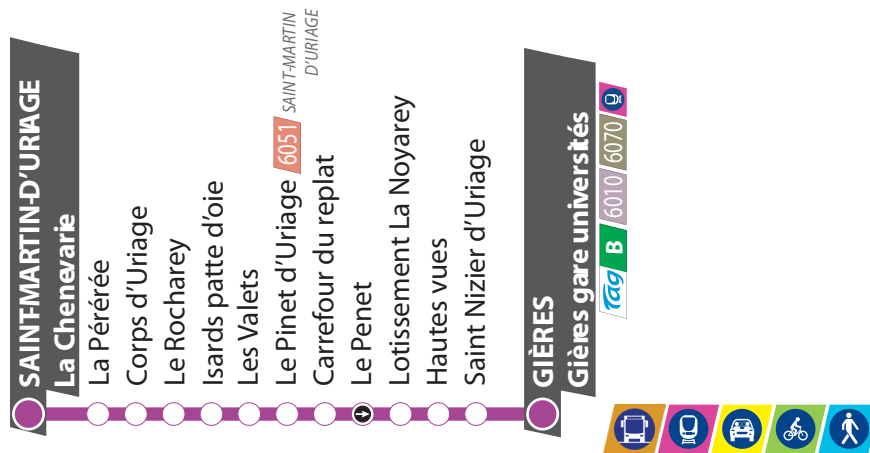 SAINT-MARTIN-D'URIAGE
La Chenevarie
La Pérérée
Corps d'Uriage
Le Rocharey
Isards patte d'oie
Les Valets
Le Pinet d'Uriage 6051 SAINT-MARTIN
D'URIAGE
Carrefour du replat
Le Penet
Lotissement La Noyarey
Hautes vues
Saint Nizier d'Uriage
GIÈRES
Gières gare universités
Tag B 6010 6070